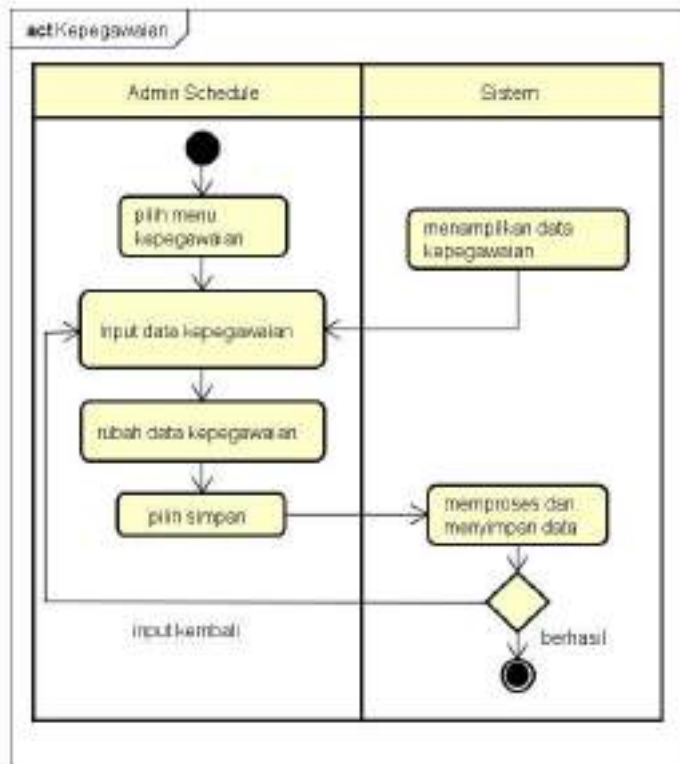 act Kepegawaian
Admin Schedule
Sistem
pilih menu
kepegawaian
menampilkan data
kepegawaian
Input data kepegawaian
rubah data kepegawaian
pilih simpan
memproses dan
menyimpan data
input kembali
berhasil